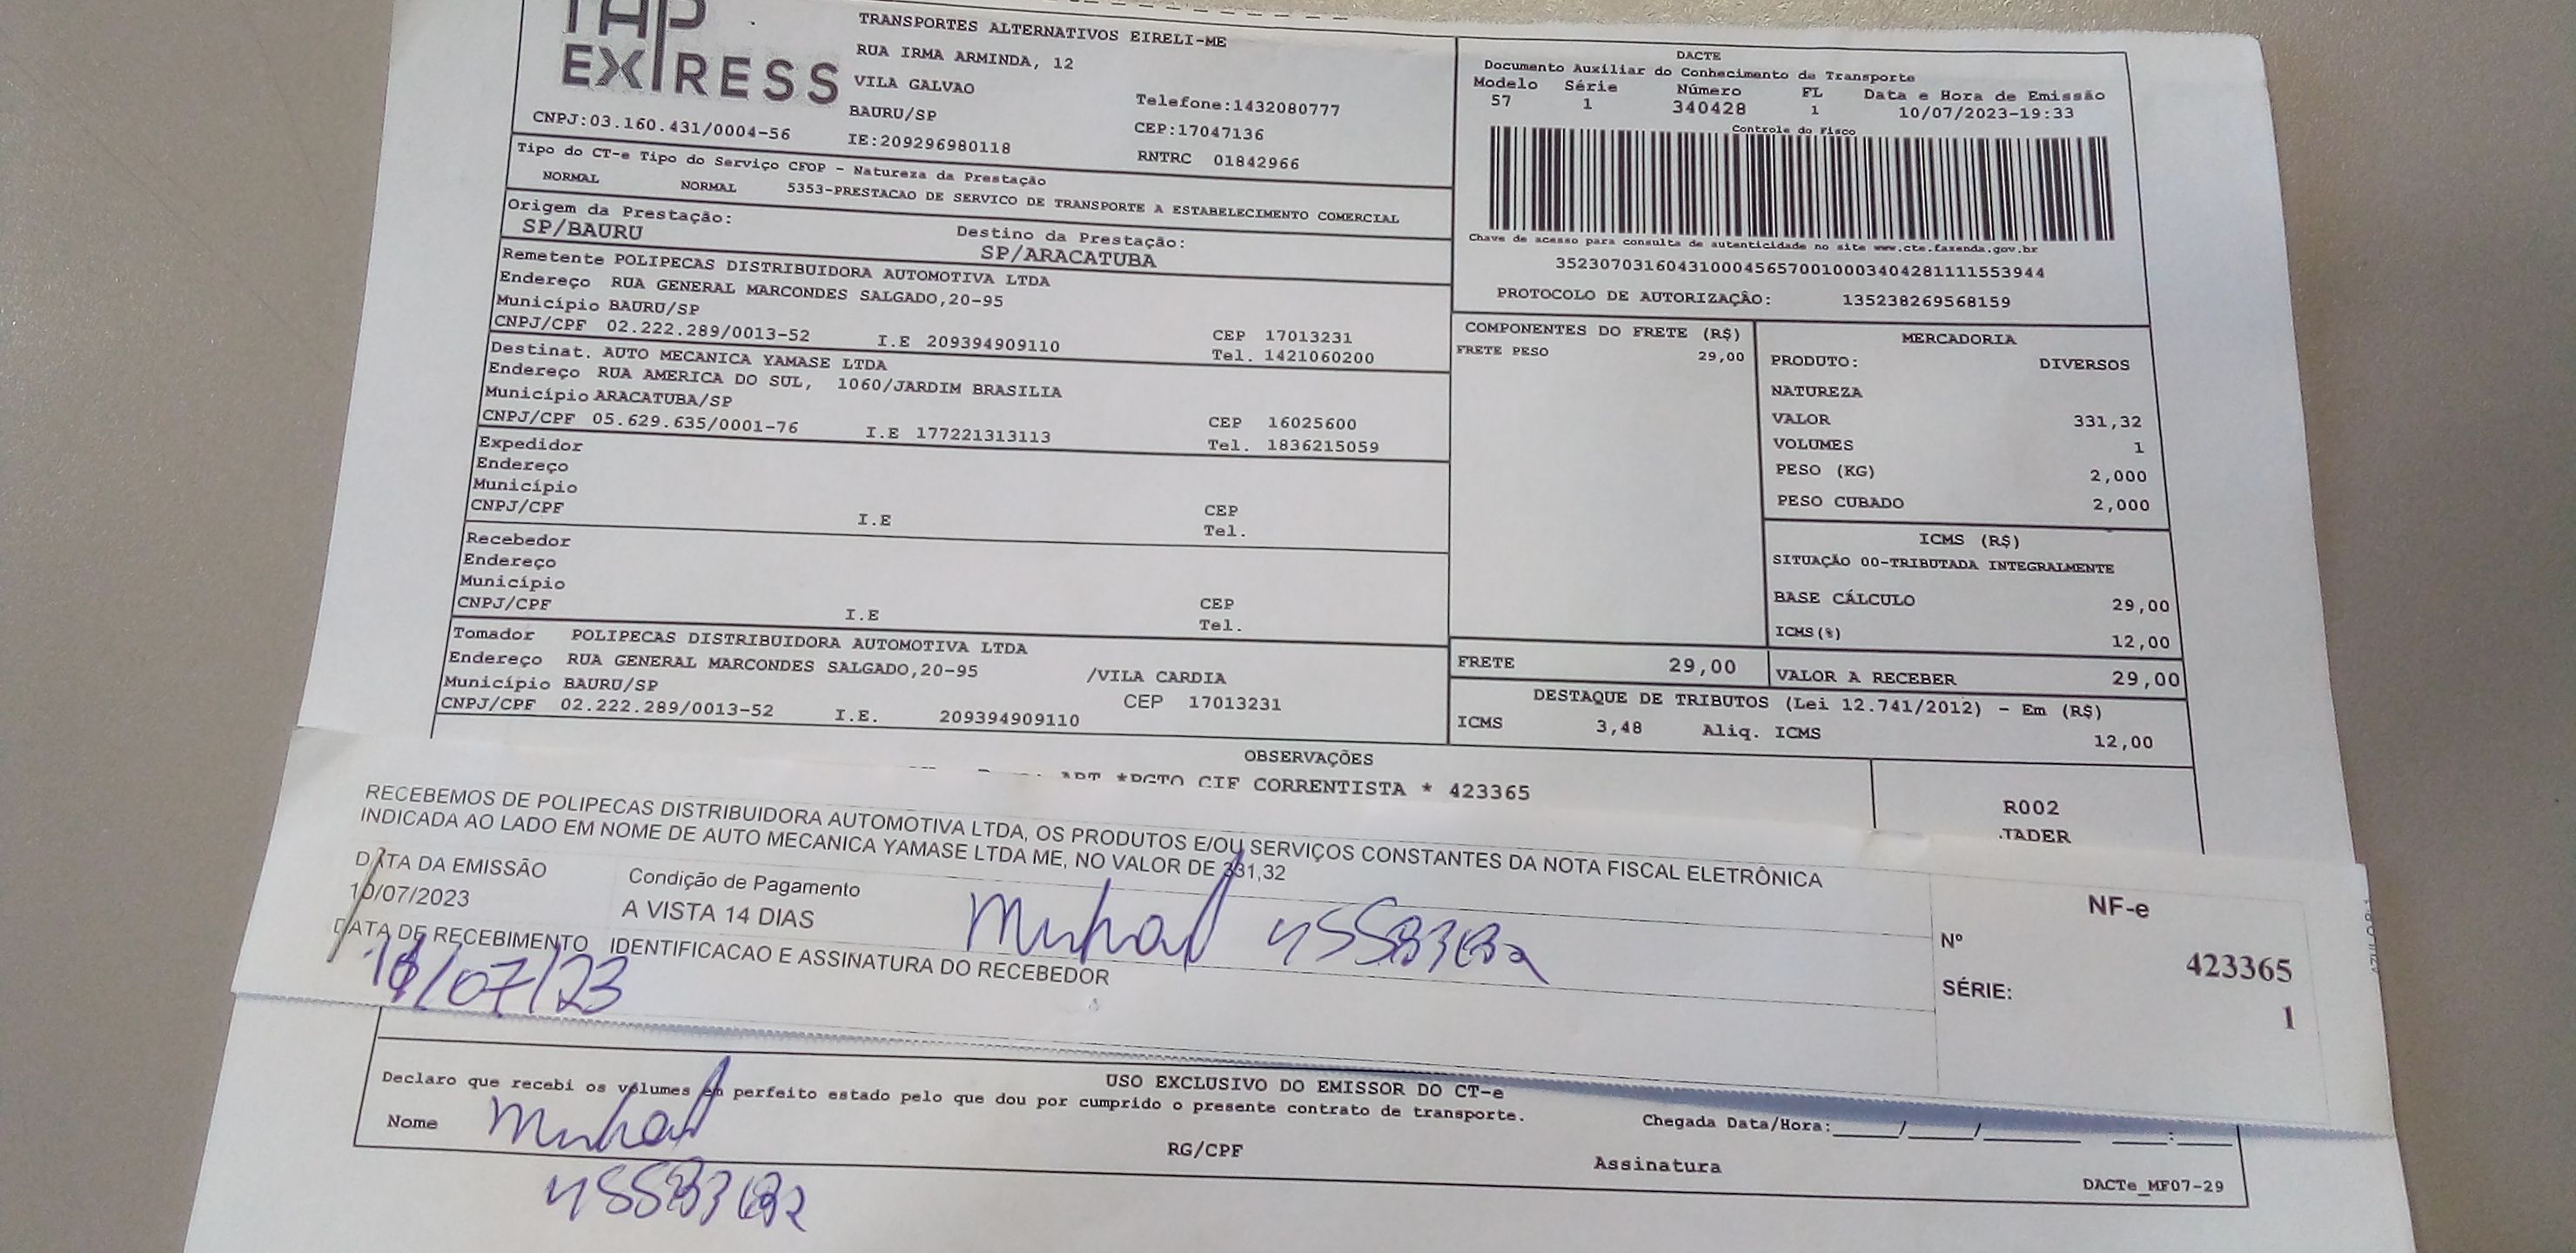 TAP
EXPRESS
TRANSPORTES ALTERNATIVOS EIRELI-ME
RUA IRMA ARMINDA, 12
VILA GALVAO
BAURU/SP Telefone:1432080777
CNPJ:03.160.431/0004-56 IE:209296980118 CEP:17047136
RNTRC 01842966
DACTE
Documento Auxiliar do Conhecimento de Transporte
Modelo Série Número FL Data e Hora de Emissão
57 1 340428 1 10/07/2023-19:33
Controle do Fisco
Chave de acesso para consulta de autenticidade no site www.cte.fazenda.gov.br
35230703160431000456570010003404281111553944
PROTOCOLO DE AUTORIZAÇÂO: 135238269568159
Tipo do CT-e Tipo do Serviço CFOP - Natureza da Prestação
NORMAL NORMAL 5353-PRESTACAO DE SERVICO DE TRANSPORTE A ESTABELECIMENTO COMERCIAL
Origem da Prestação: Destino da Prestação:
SP/BAURU SP/ARACATUBA
Remetente POLIPECAS DISTRIBUIDORA AUTOMOTIVA LTDA
Endereço RUA GENERAL MARCONDES SALGADO,20-95
Município BAURU/SP CEP 17013231
CNPJ/CPF 02.222.289/0013-52 I.E 209394909110 Tel. 1421060200
Destinat. AUTO MECANICA YAMASE LTDA
Endereço RUA AMERICA DO SUL, 1060/JARDIM BRASILIA
Município ARACATUBA/SP CEP 16025600
CNPJ/CPF 05.629.635/0001-76 I.E 177221313113 Tel. 1836215059
Expedidor
Endereço
Município CEP
CNPJ/CPF I.E Tel.
Recebedor
Endereço
Município CEP
CNPJ/CPF I.E Tel.
Tomador POLIPECAS DISTRIBUIDORA AUTOMOTIVA LTDA
Endereço RUA GENERAL MARCONDES SALGADO,20-95 /VILA CARDIA
Município BAURU/SP CEP 17013231
CNPJ/CPF 02.222.289/0013-52 I.E. 209394909110
COMPONENTES DO FRETE (R$)
FRETE PESO 29,00
MERCADORIA
PRODUTO: DIVERSOS
NATUREZA
VALOR 331,32
VOLUMES 1
PESO (KG) 2,000
PESO CUBADO 2,000
ICMS (R$)
SITUAÇÃO 00-TRIBUTADA INTEGRALMENTE
BASE CÁLCULO 29,00
ICMS(%) 12,00
FRETE 29,00 VALOR A RECEBER 29,00
DESTAQUE DE TRIBUTOS (Lei 12.741/2012) - Em (R$)
ICMS 3,48 Aliq. ICMS 12,00
OBSERVAÇÕES
*PGTO CIF CORRENTISTA * 423365
R002
RECEBEMOS DE POLIPECAS DISTRIBUIDORA AUTOMOTIVA LTDA, OS PRODUTOS E/OU SERVIÇOS CONSTANTES DA NOTA FISCAL ELETRÔNICA
INDICADA AO LADO EM NOME DE AUTO MECANICA YAMASE LTDA ME, NO VALOR DE 331,32
DATA DA EMISSÃO Condição de Pagamento
10/07/2023 A VISTA 14 DIAS
DATA DE RECEBIMENTO IDENTIFICACAO E ASSINATURA DO RECEBEDOR
/07/23
NF-e
Nº 423365
SÉRIE: 1
USO EXCLUSIVO DO EMISSOR DO CT-e
Declaro que recebi os volumes em perfeito estado pelo que dou por cumprido o presente contrato de transporte.
Nome RG/CPF Assinatura
Chegada Data/Hora:_____/_____/_______ ___:____
DACTe_MF07-29